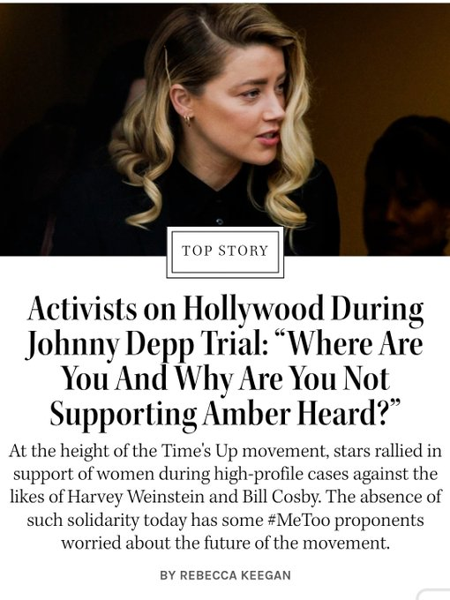 TOP STORY
Activists on Hollywood During
Johnny Depp Trial: “Where Are
You And Why Are You Not
Supporting Amber Heard?”
At the height of the Time's Up movement, stars rallied in
support of women during high-profile cases against the
likes of Harvey Weinstein and Bill Cosby. The absence of
such solidarity today has some #MeToo proponents
worried about the future of the movement.
BY REBECCA KEEGAN